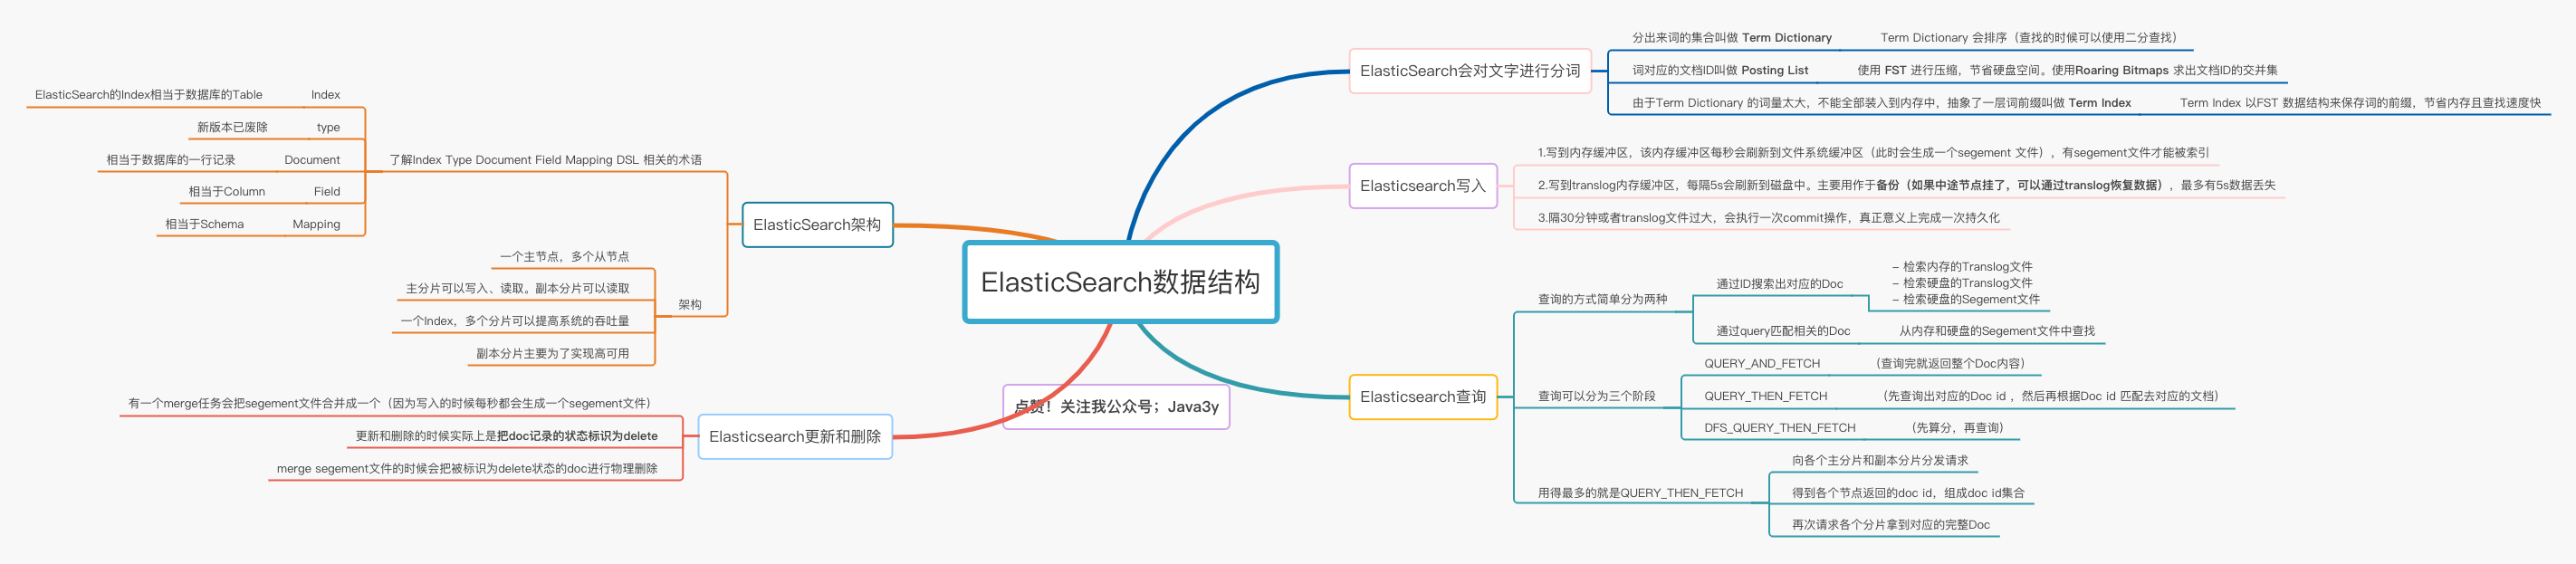 ElasticSearch数据结构
点赞！关注我公众号；Java3y
ElasticSearch会对文字进行分词
分出来词的集合叫做 Term Dictionary
Term Dictionary 会排序（查找的时候可以使用二分查找）
词对应的文档ID叫做 Posting List
使用 FST 进行压缩，节省硬盘空间。使用Roaring Bitmaps 求出文档ID的交并集
由于Term Dictionary 的词量太大，不能全部装入到内存中，抽象了一层词前缀叫做 Term Index
Term Index 以FST 数据结构来保存词的前缀，节省内存且查找速度快
Elasticsearch写入
1.写到内存缓冲区，该内存缓冲区每秒会刷新到文件系统缓冲区（此时会生成一个segement 文件），有segement文件才能被索引
2.写到translog内存缓冲区，每隔5s会刷新到磁盘中。主要用作于备份（如果中途节点挂了，可以通过translog恢复数据），最多有5s数据丢失
3.隔30分钟或者translog文件过大，会执行一次commit操作，真正意义上完成一次持久化
Elasticsearch查询
查询的方式简单分为两种
通过ID搜索出对应的Doc
– 检索内存的Translog文件
– 检索硬盘的Translog文件
– 检索硬盘的Segement文件
通过query匹配相关的Doc
从内存和硬盘的Segement文件中查找
查询可以分为三个阶段
QUERY_AND_FETCH
（查询完就返回整个Doc内容）
QUERY_THEN_FETCH
（先查询出对应的Doc id ，然后再根据Doc id 匹配去对应的文档）
DFS_QUERY_THEN_FETCH
（先算分，再查询）
用得最多的就是QUERY_THEN_FETCH
向各个主分片和副本分片分发请求
得到各个节点返回的doc id，组成doc id集合
再次请求各个分片拿到对应的完整Doc
ElasticSearch架构
了解Index Type Document Field Mapping DSL 相关的术语
Index
ElasticSearch的Index相当于数据库的Table
type
新版本已废除
Document
相当于数据库的一行记录
Field
相当于Column
Mapping
相当于Schema
架构
一个主节点，多个从节点
主分片可以写入、读取。副本分片可以读取
一个Index，多个分片可以提高系统的吞吐量
副本分片主要为了实现高可用
Elasticsearch更新和删除
有一个merge任务会把segement文件合并成一个（因为写入的时候每秒都会生成一个segement文件）
更新和删除的时候实际上是把doc记录的状态标识为delete
merge segement文件的时候会把被标识为delete状态的doc进行物理删除